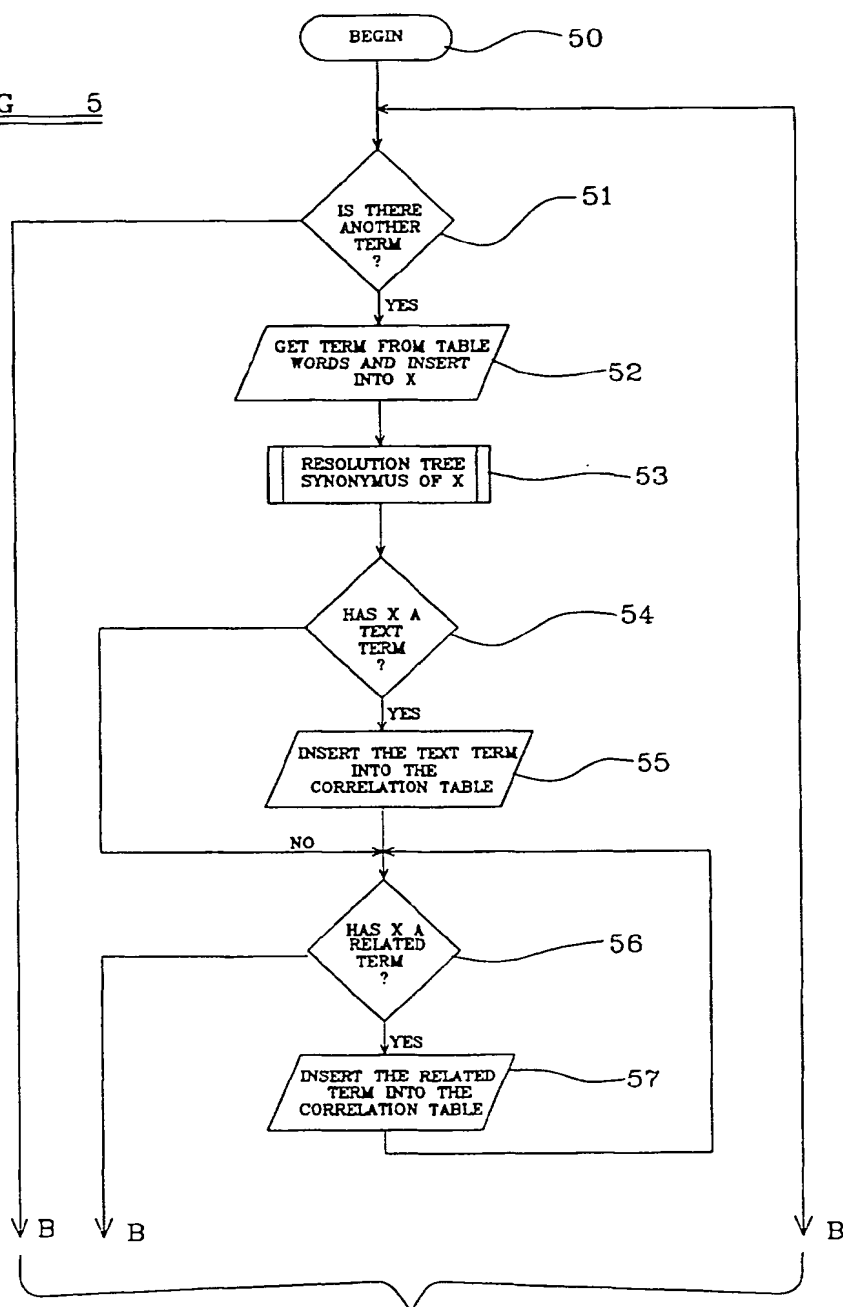 BEGIN
50
G 5
IS THERE
ANOTHER
TERM
?
51
YES
GET TERM FROM TABLE
WORDS AND INSERT
INTO X
52
RESOLUTION TREE
SYNONYMUS OF X
53
HAS X A
TEXT
TERM
?
54
YES
INSERT THE TEXT TERM
INTO THE
CORRELATION TABLE
55
NO
HAS X A
RELATED
TERM
?
56
YES
INSERT THE RELATED
TERM INTO THE
CORRELATION TABLE
57
B
B
B